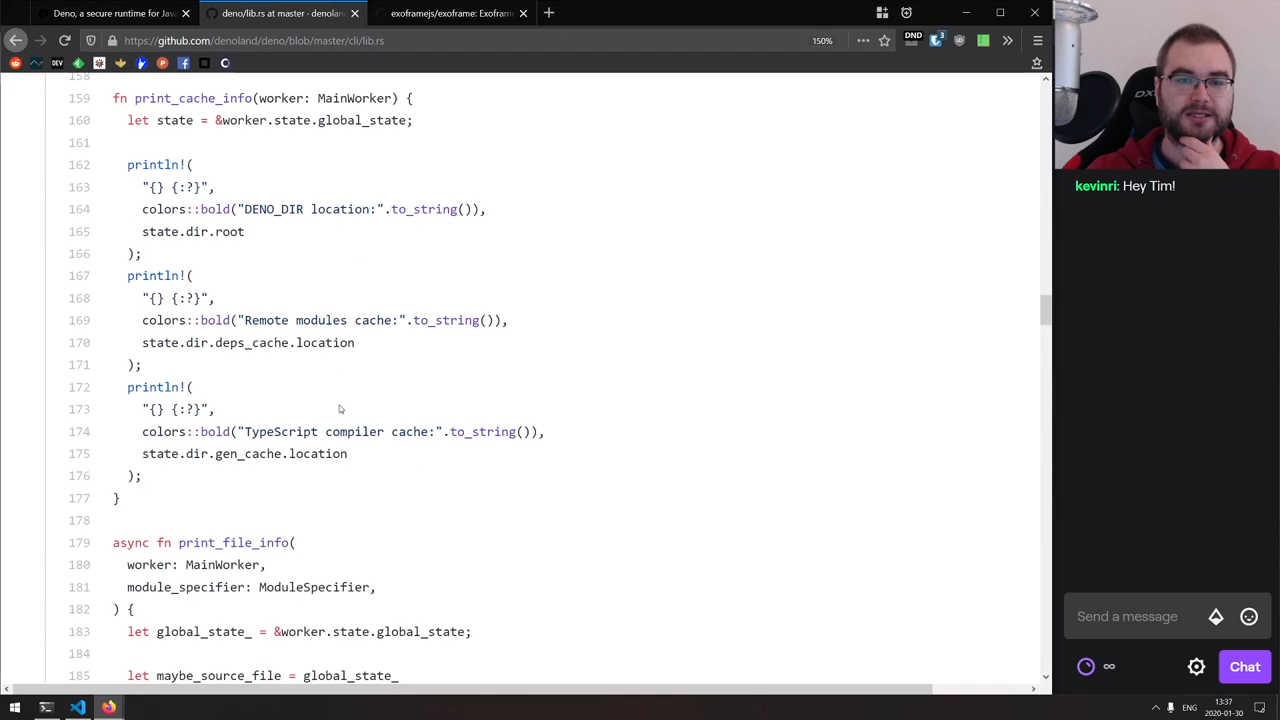 Deno, a secure runtime for Java
deno/lib.rs at master · denoland
exoframejs/exoframe: Exofram
https://github.com/denoland/deno/blob/master/cli/lib.rs
150%
DND
3
DEV
158
159 fn print_cache_info(worker: MainWorker) {
160 let state = &worker.state.global_state;
161
162 println!(
163 "{} {:?}",
164 colors::bold("DENO_DIR location:".to_string()),
165 state.dir.root
166 );
167 println!(
168 "{} {:?}",
169 colors::bold("Remote modules cache:".to_string()),
170 state.dir.deps_cache.location
171 );
172 println!(
173 "{} {:?}",
174 colors::bold("TypeScript compiler cache:".to_string()),
175 state.dir.gen_cache.location
176 );
177 }
178
179 async fn print_file_info(
180 worker: MainWorker,
181 module_specifier: ModuleSpecifier,
182 ) {
183 let global_state_ = &worker.state.global_state;
184
185 let maybe_source_file = global_state_
kevinri: Hey Tim!
Send a message
∞
Chat
ENG
13:37
2020-01-30